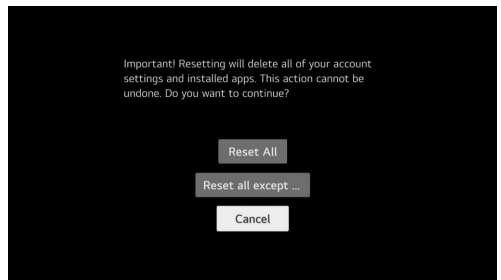 Important! Resetting will delete all of your account
settings and installed apps. This action cannot be
undone. Do you want to continue?
Reset All
Reset all except ...
Cancel